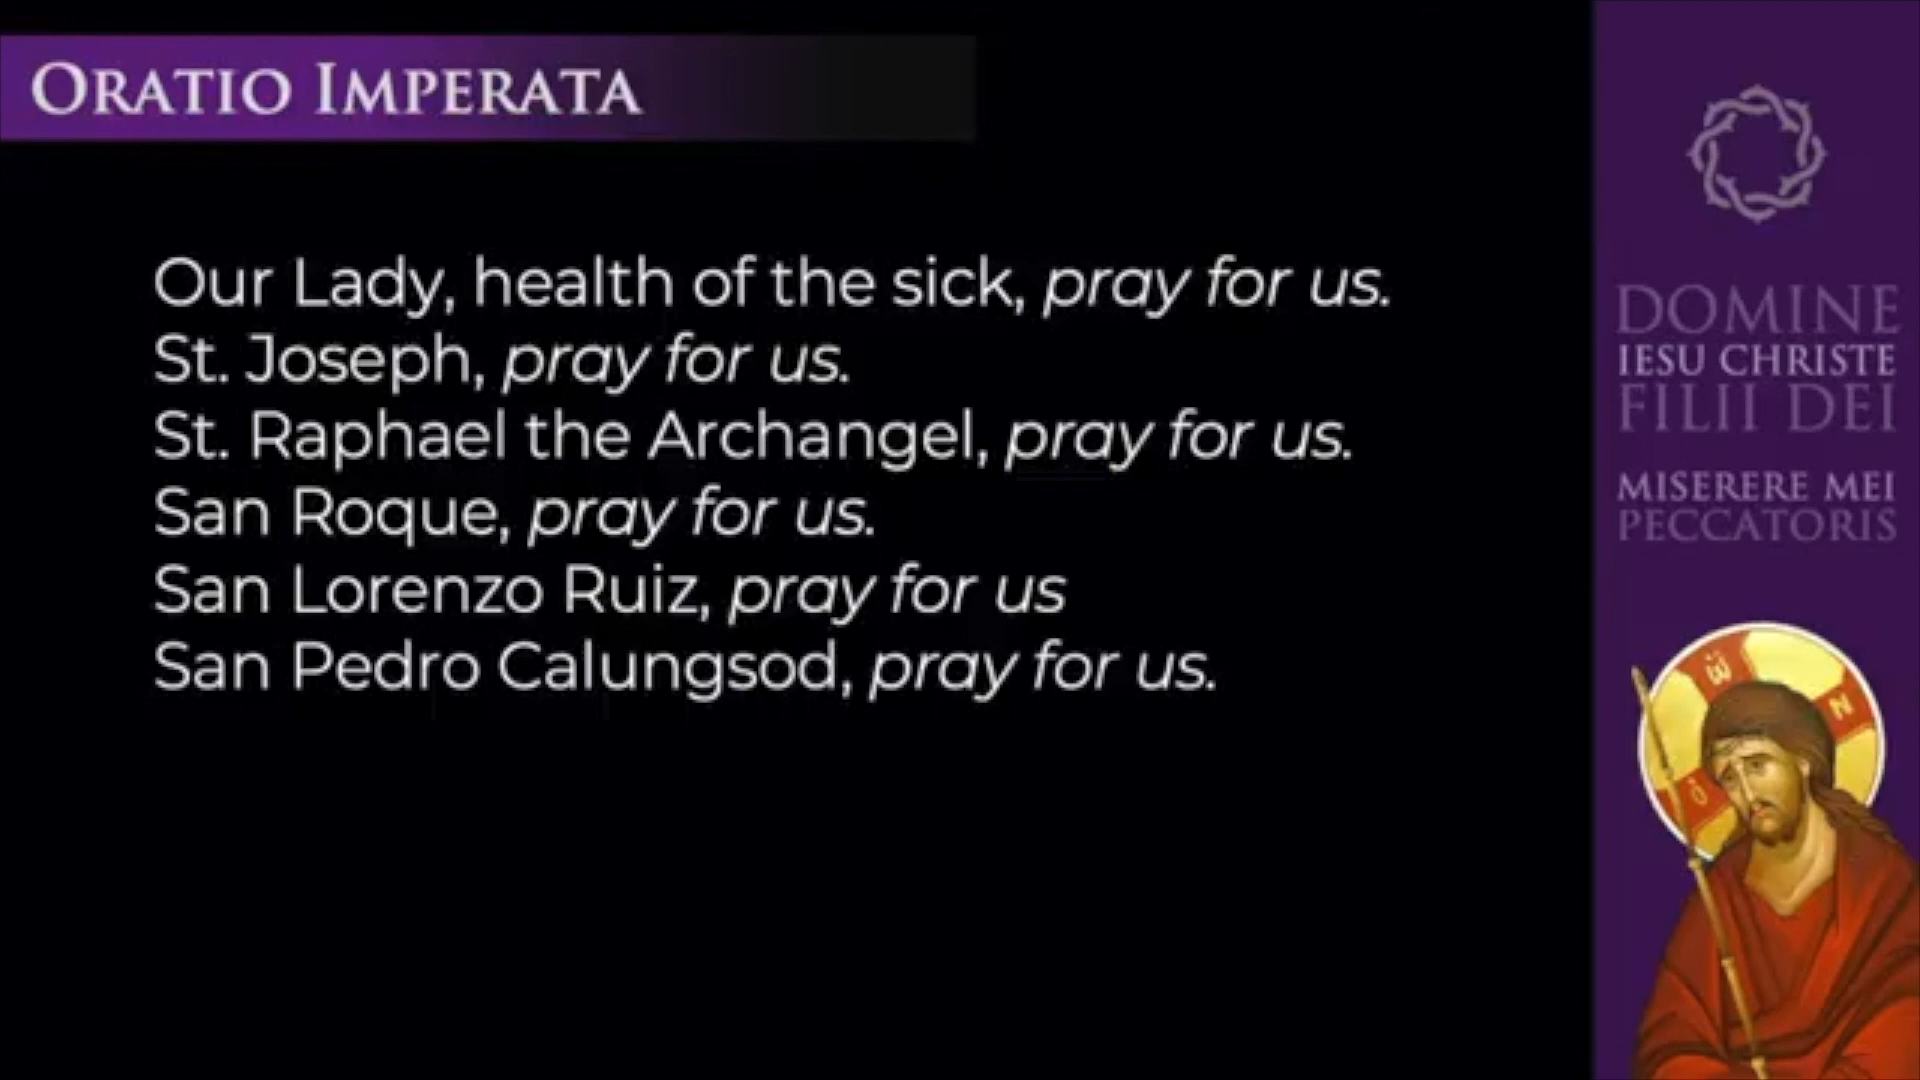 ORATIO IMPERATA
Our Lady, health of the sick, pray for us.
St. Joseph, pray for us.
St. Raphael the Archangel, pray for us.
San Roque, pray for us.
San Lorenzo Ruiz, pray for us
San Pedro Calungsod, pray for us.
DOMINE
IESU CHRISTE
FILII DEI
MISERERE MEI
PECCATORIS